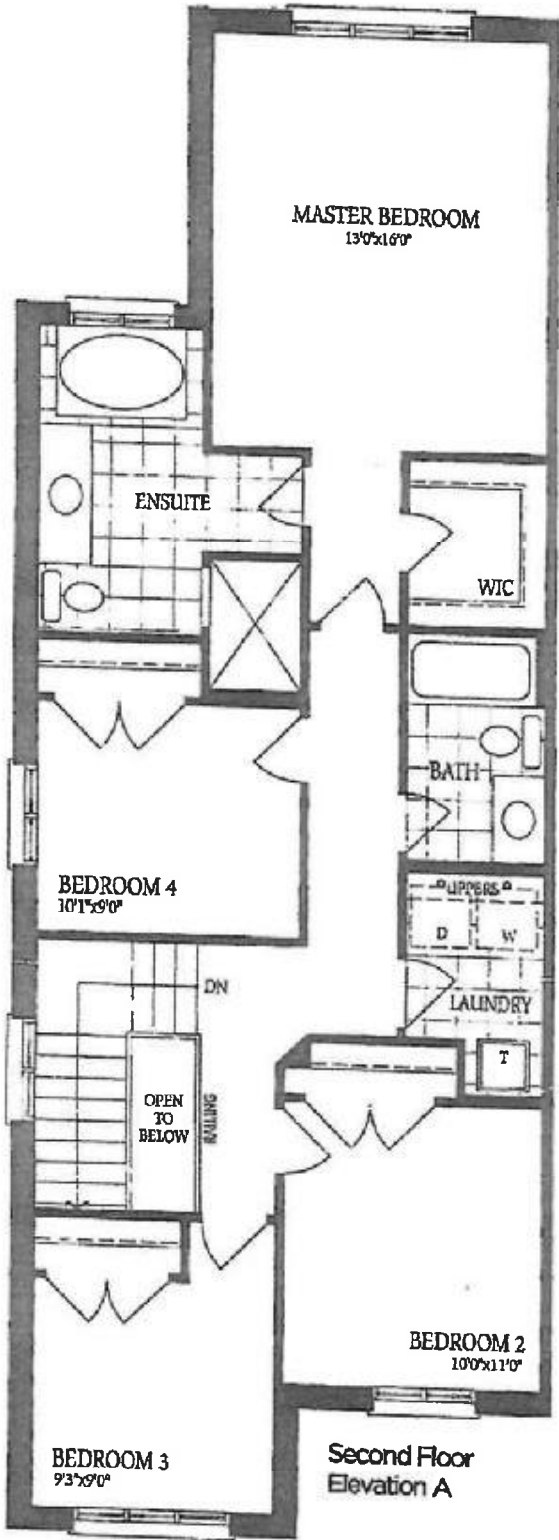 MASTER BEDROOM
13'0"x16'0"
ENSUITE
WIC
BATH
BEDROOM 4
10'1"x9'0"
UPPERS
D W
DN
LAUNDRY
T
OPEN
TO
BELOW
RAILING
BEDROOM 2
10'0"x11'0"
BEDROOM 3
9'3"x9'0"
Second Floor
Elevation A